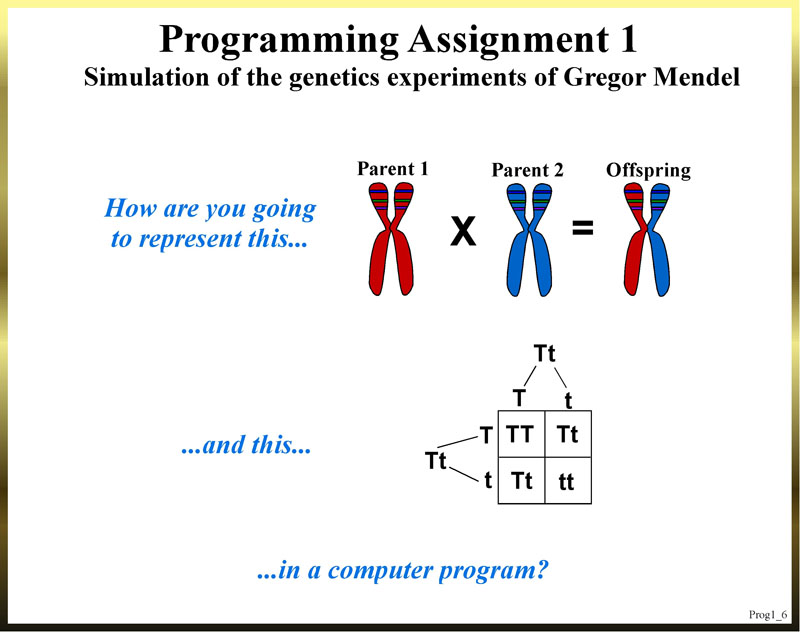 Programming Assignment 1
Simulation of the genetics experiments of Gregor Mendel
Parent 1 Parent 2 Offspring
How are you going
to represent this...
X =
Tt
T t
T TT Tt
Tt
t Tt tt
...and this...
...in a computer program?
Prog1_6